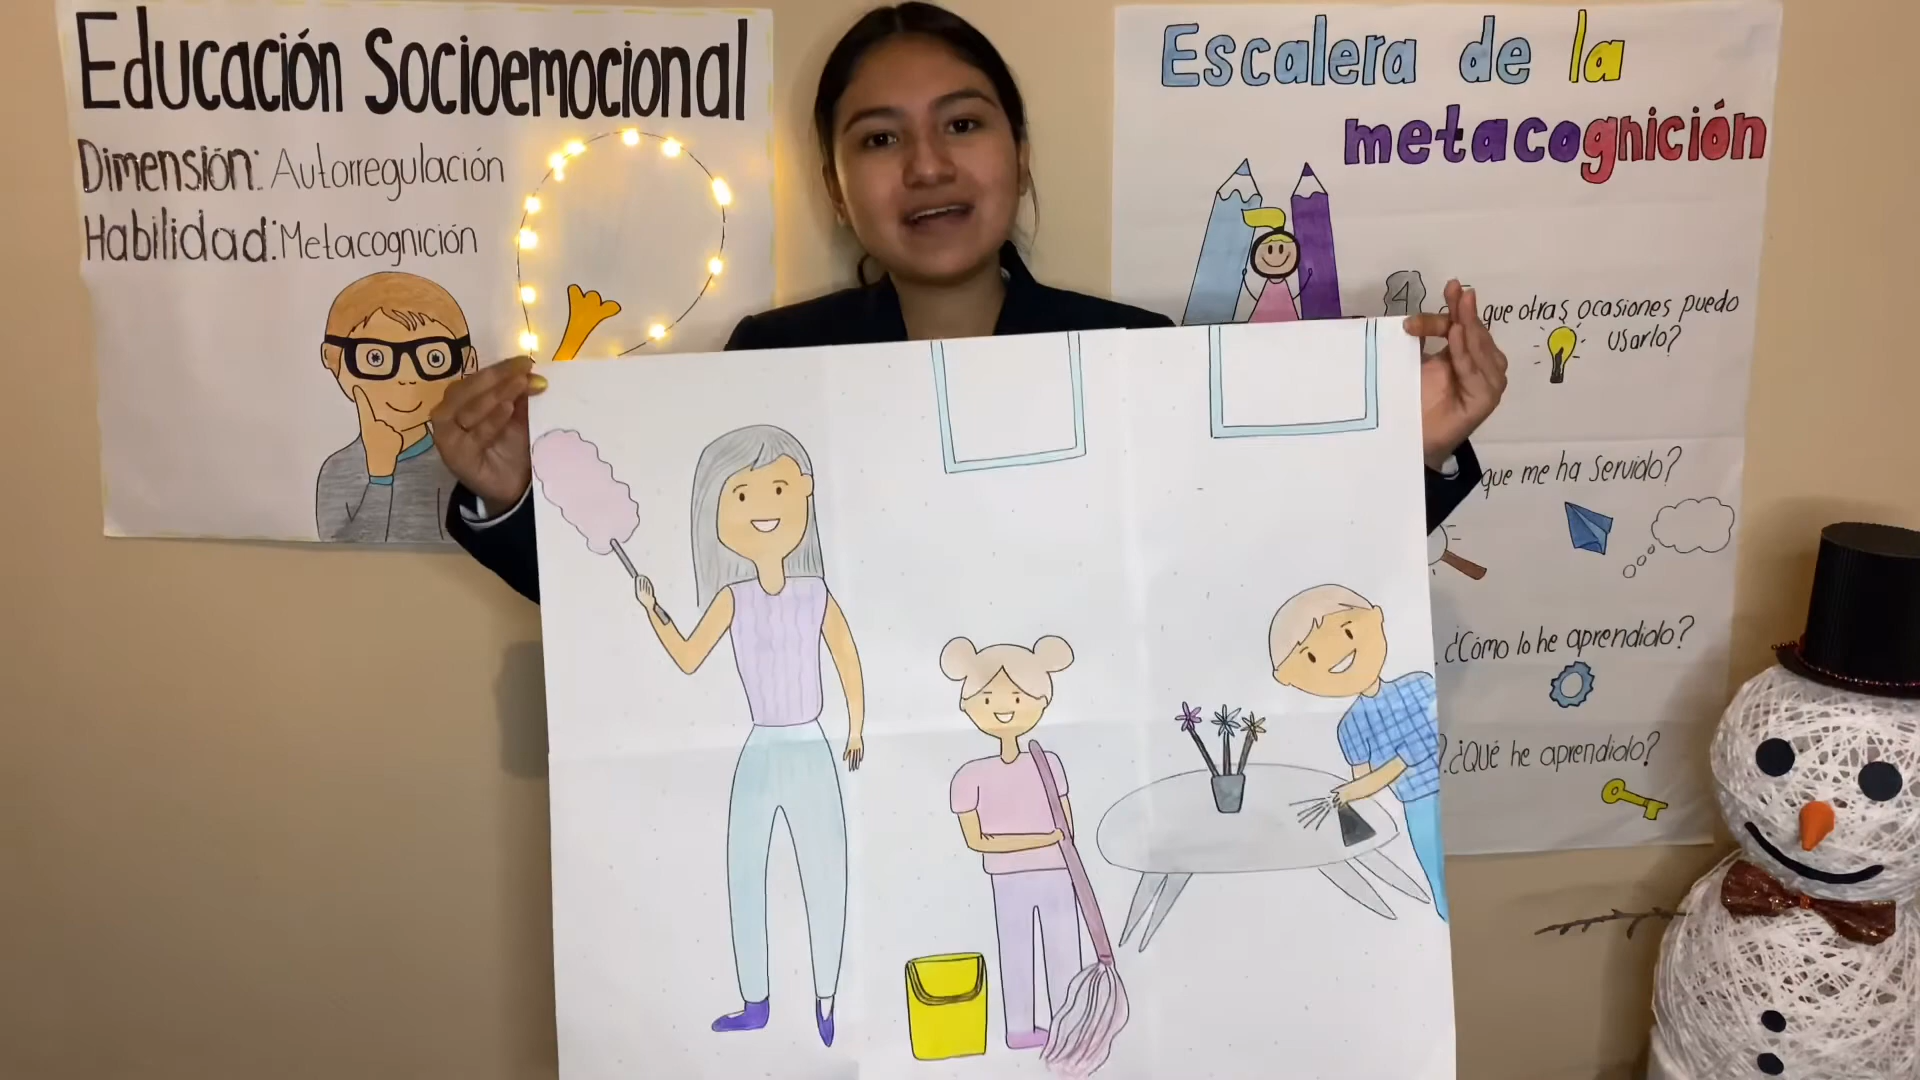 Educación Socioemocional
Dimensión: Autorregulación
Habilidad: Metacognición
Escalera de la
metacognición
4
que otras ocasiones puedo
usarlo?
que me ha servido?
¿Cómo lo he aprendido?
¿Qué he aprendido?